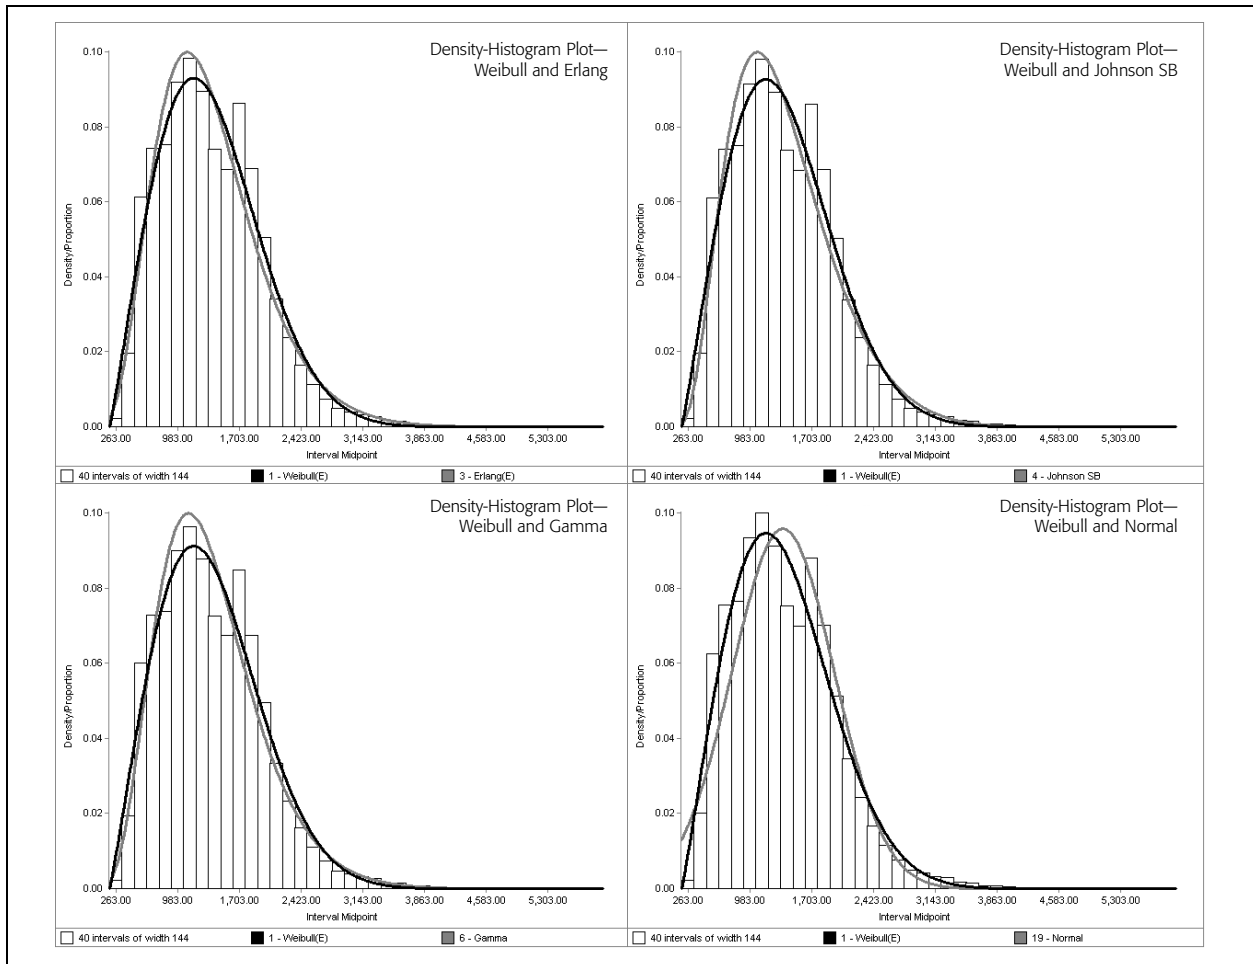 Density-Histogram Plot—
Weibull and Erlang
0.10
0.08
0.06
0.04
0.02
0.00
Density/Proportion
263.00 983.00 1,703.00 2,423.00 3,143.00 3,863.00 4,583.00 5,303.00
Interval Midpoint
40 intervals of width 144 1 - Weibull(E) 3 - Erlang(E)
Density-Histogram Plot—
Weibull and Johnson SB
0.10
0.08
0.06
0.04
0.02
0.00
Density/Proportion
263.00 983.00 1,703.00 2,423.00 3,143.00 3,863.00 4,583.00 5,303.00
Interval Midpoint
40 intervals of width 144 1 - Weibull(E) 4 - Johnson SB
Density-Histogram Plot—
Weibull and Gamma
0.10
0.08
0.06
0.04
0.02
0.00
Density/Proportion
263.00 983.00 1,703.00 2,423.00 3,143.00 3,863.00 4,583.00 5,303.00
Interval Midpoint
40 intervals of width 144 1 - Weibull(E) 6 - Gamma
Density-Histogram Plot—
Weibull and Normal
0.10
0.08
0.06
0.04
0.02
0.00
Density/Proportion
263.00 983.00 1,703.00 2,423.00 3,143.00 3,863.00 4,583.00 5,303.00
Interval Midpoint
40 intervals of width 144 1 - Weibull(E) 19 - Normal